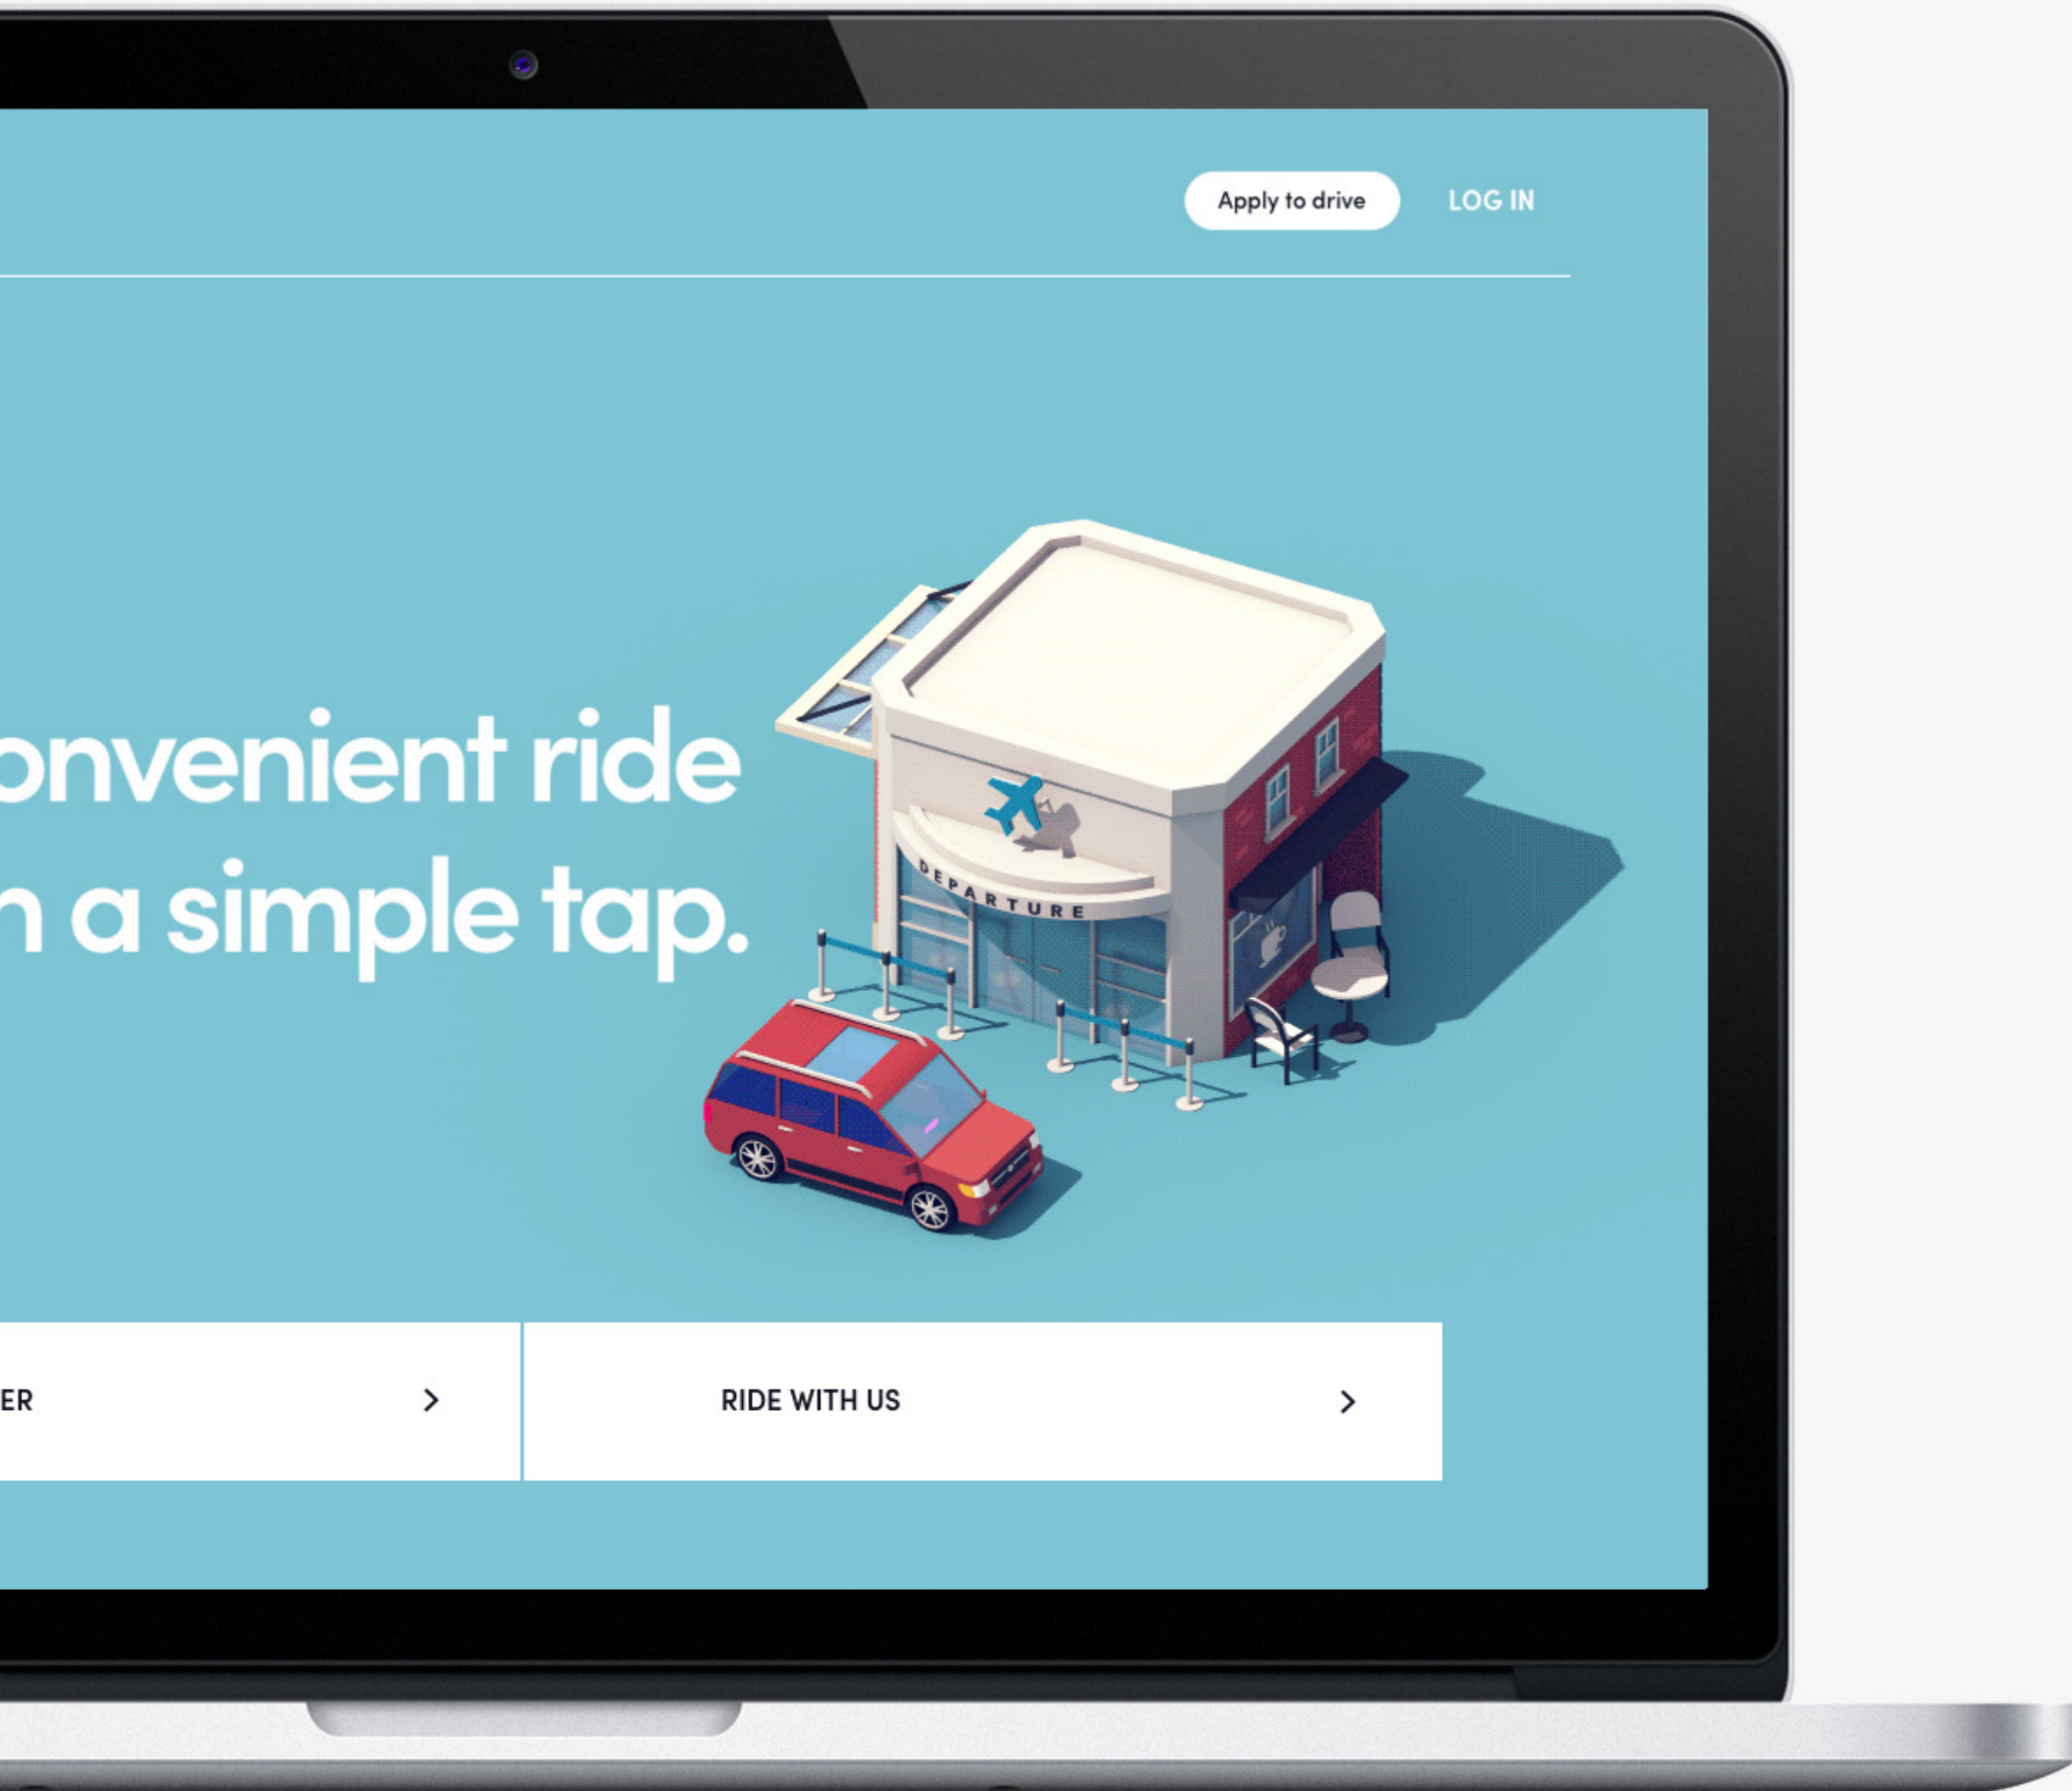 Apply to drive
LOG IN
onvenient ride
a simple tap.
DEPARTURE
ER
RIDE WITH US